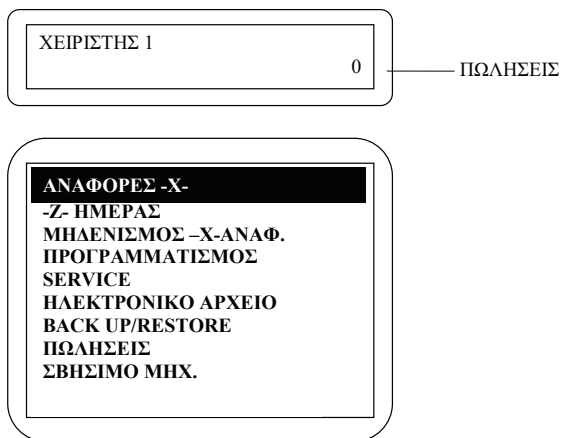 ΧΕΙΡΙΣΤΗΣ 1
0
ΠΩΛΗΣΕΙΣ
ΑΝΑΦΟΡΕΣ -Χ-
-Ζ- ΗΜΕΡΑΣ
ΜΗΔΕΝΙΣΜΟΣ –Χ-ΑΝΑΦ.
ΠΡΟΓΡΑΜΜΑΤΙΣΜΟΣ
SERVICE
ΗΛΕΚΤΡΟΝΙΚΟ ΑΡΧΕΙΟ
BACK UP/RESTORE
ΠΩΛΗΣΕΙΣ
ΣΒΗΣΙΜΟ ΜΗΧ.